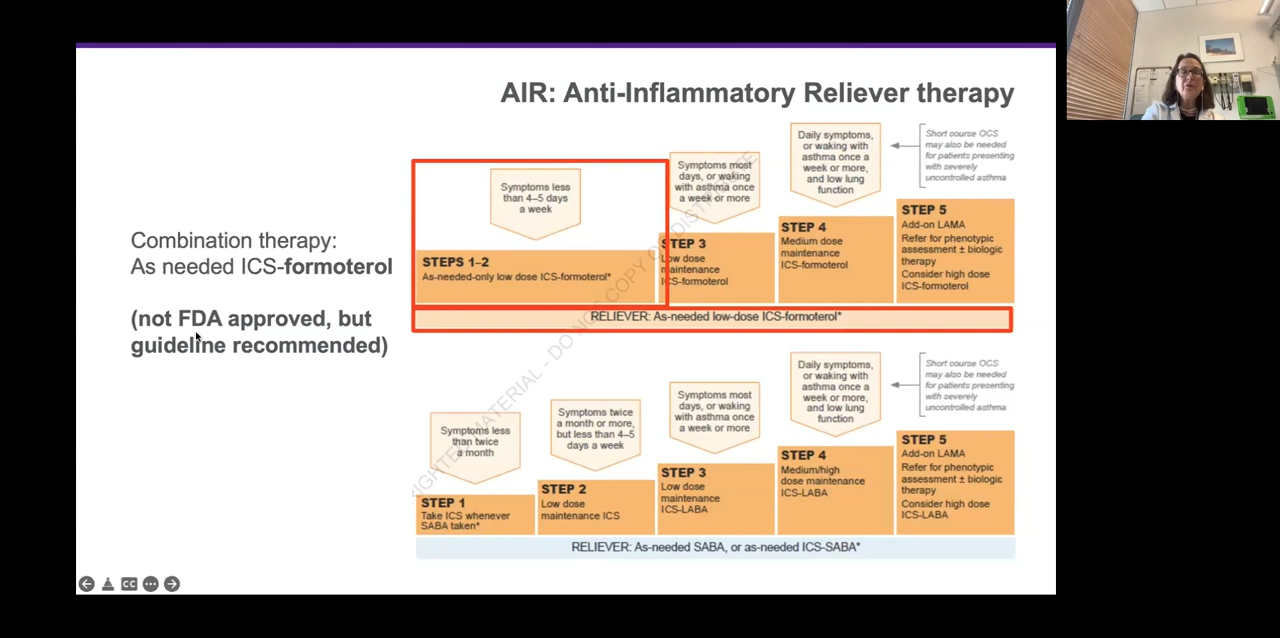 AIR: Anti-Inflammatory Reliever therapy
Combination therapy:
As needed ICS-formoterol
(not FDA approved, but
guideline recommended)
Symptoms less
than 4–5 days
a week
Symptoms most
days, or waking
with asthma once
a week or more
Daily symptoms,
or waking with
asthma once a
week or more,
and low lung
function
Short course OCS
may also be needed
for patients presenting
with severely
uncontrolled asthma
STEPS 1–2
As-needed-only low dose ICS-formoterol*
STEP 3
Low dose
maintenance
ICS-formoterol
STEP 4
Medium dose
maintenance
ICS-formoterol
STEP 5
Add-on LAMA
Refer for phenotypic
assessment ± biologic
therapy
Consider high dose
ICS-formoterol
RELIEVER: As-needed low-dose ICS-formoterol*
Symptoms less
than twice
a month
Symptoms twice
a month or more,
but less than 4–5
days a week
Symptoms most
days, or waking
with asthma once
a week or more
Daily symptoms,
or waking with
asthma once a
week or more,
and low lung
function
Short course OCS
may also be needed
for patients presenting
with severely
uncontrolled asthma
STEP 1
Take ICS whenever
SABA taken*
STEP 2
Low dose
maintenance ICS
STEP 3
Low dose
maintenance
ICS-LABA
STEP 4
Medium/high
dose maintenance
ICS-LABA
STEP 5
Add-on LAMA
Refer for phenotypic
assessment ± biologic
therapy
Consider high dose
ICS-LABA
RELIEVER: As-needed SABA, or as-needed ICS-SABA*
MATERIAL - DO NOT COPY OR
CC